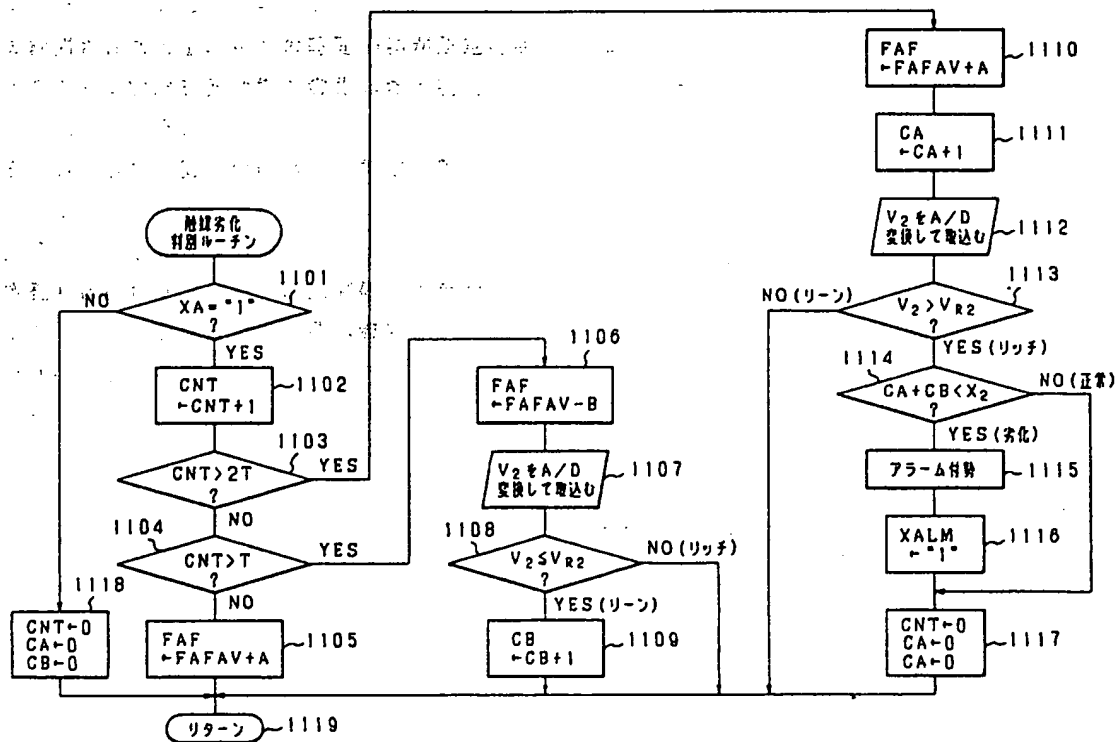 触媒劣化
判別ルーチン
1101
XA="1"
?
NO
YES
1102
CNT
←CNT+1
1103
CNT>2T
?
YES
NO
1104
CNT>T
?
YES
NO
1118
CNT←0
CA←0
CB←0
FAF
←FAFAV+A
1105
リターン
1119
1106
FAF
←FAFAV-B
1107
V2をA/D
変換して取込む
1108
V2≤VR2
?
NO(リッチ)
YES(リーン)
CB
←CB+1
1109
FAF
←FAFAV+A
1110
CA
←CA+1
1111
V2をA/D
変換して取込む
1112
1113
V2>VR2
?
NO(リーン)
YES(リッチ)
1114
CA+CB<X2
?
NO(正常)
YES(劣化)
アラーム付勢
1115
XALM
←"1"
1116
CNT←0
CA←0
CA←0
1117